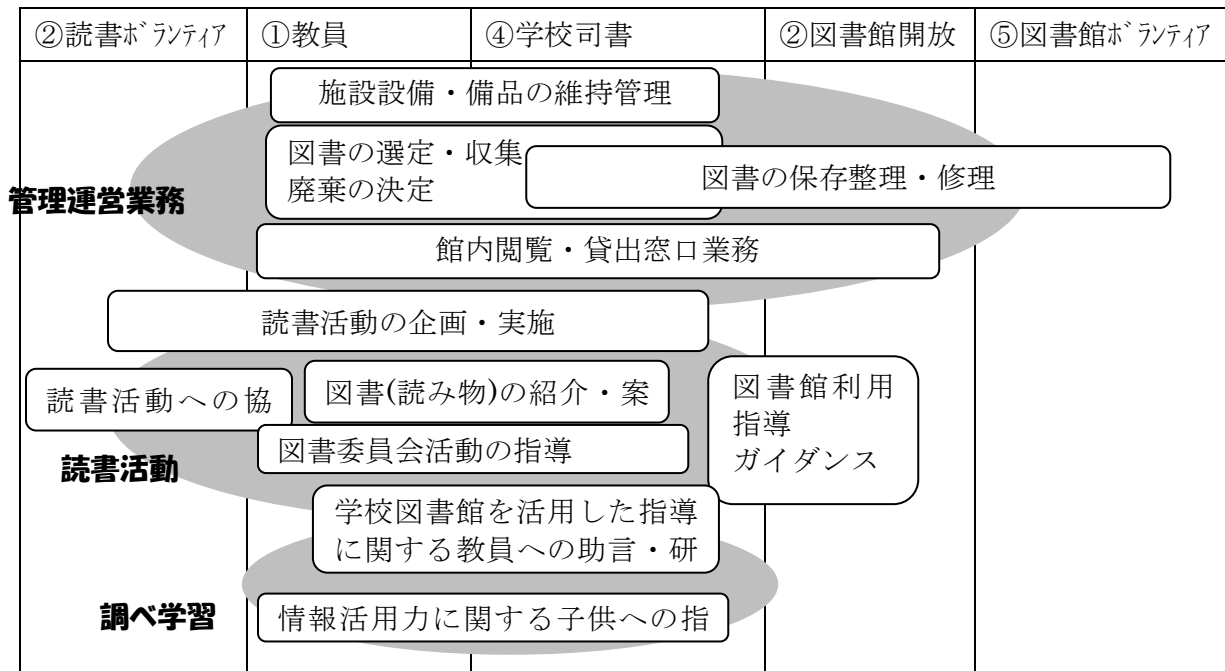 ②読書ボランティア
①教員
④学校司書
②図書館開放
⑤図書館ボランティア
施設設備・備品の維持管理
図書の選定・収集
廃棄の決定
図書の保存整理・修理
管理運営業務
館内閲覧・貸出窓口業務
読書活動の企画・実施
読書活動への協
図書(読み物)の紹介・案
図書館利用
指導
ガイダンス
図書委員会活動の指導
読書活動
学校図書館を活用した指導
に関する教員への助言・研
調べ学習
情報活用力に関する子供への指